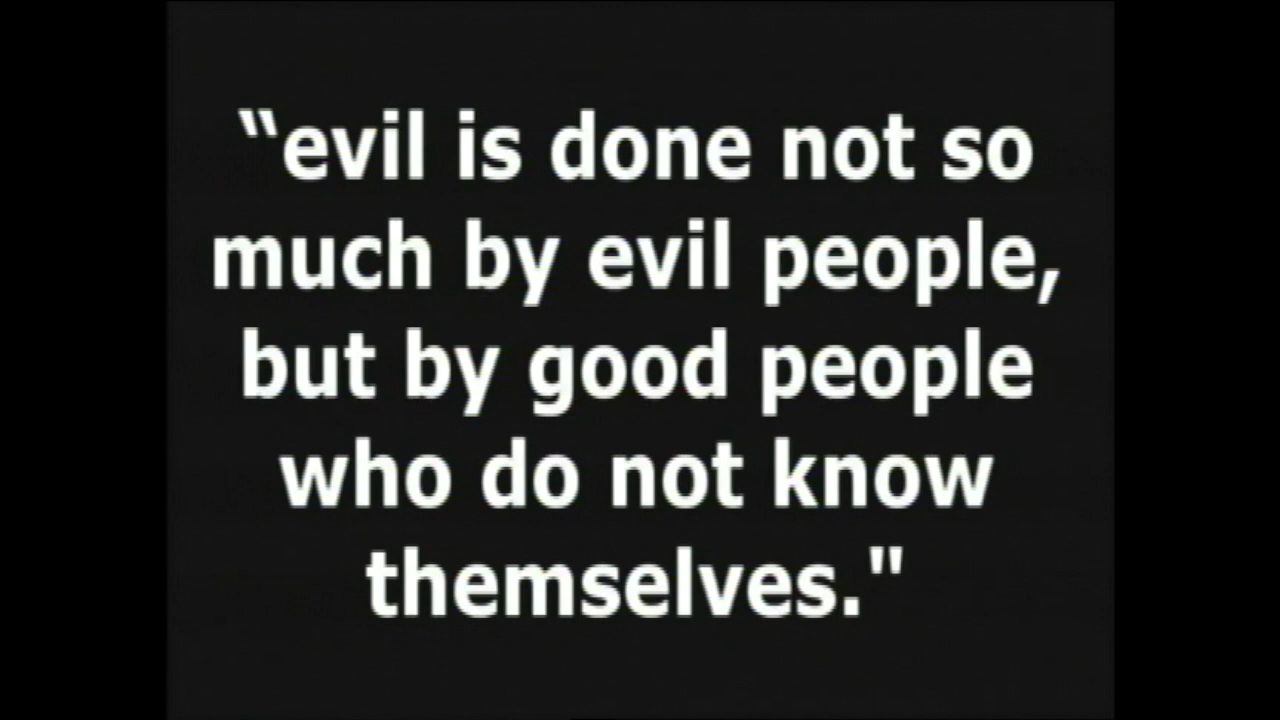 “evil is done not so
much by evil people,
but by good people
who do not know
themselves."